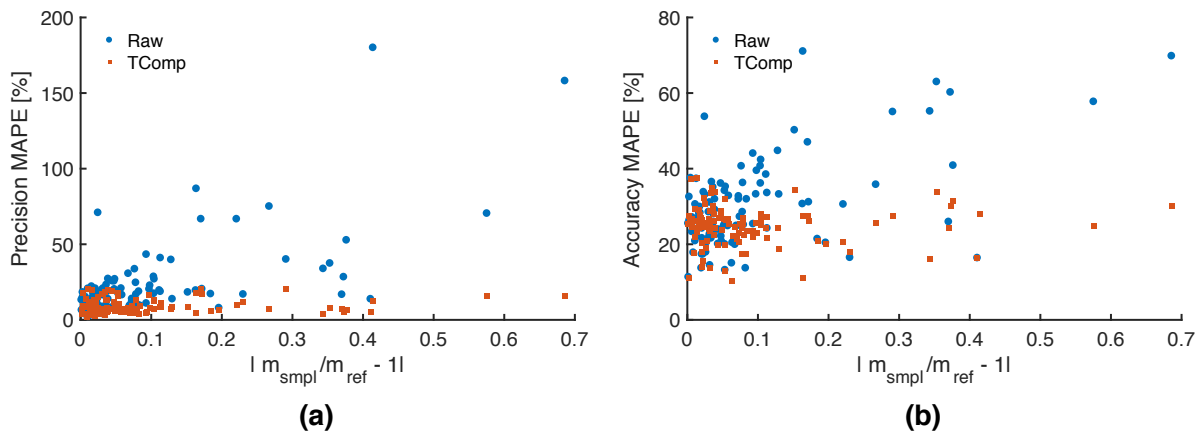 200
150
100
50
0
Precision MAPE [%]
Raw
TComp
0 0.1 0.2 0.3 0.4 0.5 0.6 0.7
| m_smpl/m_ref - 1|
(a)
80
60
40
20
0
Accuracy MAPE [%]
Raw
TComp
0 0.1 0.2 0.3 0.4 0.5 0.6 0.7
| m_smpl/m_ref - 1|
(b)